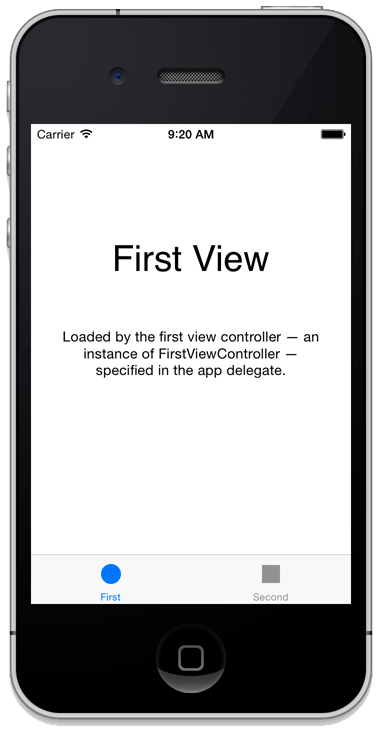 Carrier 9:20 AM
First View
Loaded by the first view controller — an
instance of FirstViewController —
specified in the app delegate.
First Second